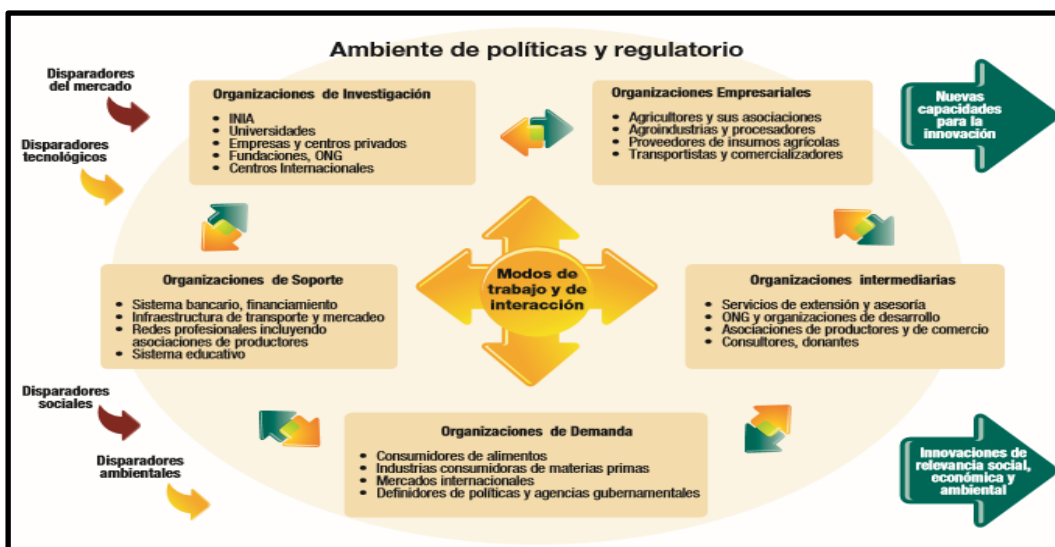 Ambiente de políticas y regulatorio
Disparadores
del mercado
Disparadores
tecnológicos
Organizaciones de Investigación
• INIA
• Universidades
• Empresas y centros privados
• Fundaciones, ONG
• Centros Internacionales
Organizaciones Empresariales
• Agricultores y sus asociaciones
• Agroindustrias y procesadores
• Proveedores de insumos agrícolas
• Transportistas y comercializadores
Nuevas
capacidades
para la
innovación
Organizaciones de Soporte
• Sistema bancario, financiamiento
• Infraestructura de transporte y mercadeo
• Redes profesionales incluyendo
asociaciones de productores
• Sistema educativo
Modos de
trabajo y de
interacción
Organizaciones intermediarias
• Servicios de extensión y asesoría
• ONG y organizaciones de desarrollo
• Asociaciones de productores y de comercio
• Consultores, donantes
Disparadores
sociales
Disparadores
ambientales
Organizaciones de Demanda
• Consumidores de alimentos
• Industrias consumidoras de materias primas
• Mercados internacionales
• Definidores de políticas y agencias gubernamentales
Innovaciones de
relevancia social,
económica y
ambiental